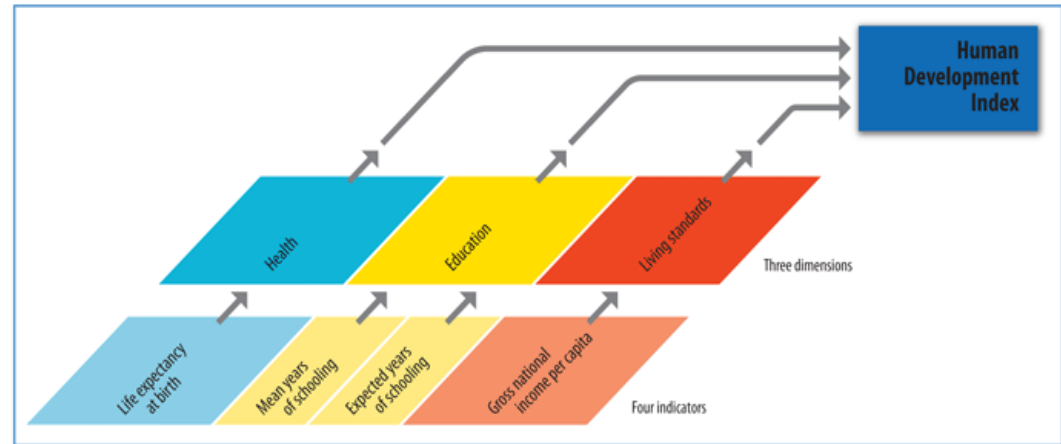 Human
Development
Index
Health
Education
Living standards
Three dimensions
Life expectancy
at birth
Mean years
of schooling
Expected years
of schooling
Gross national
income per capita
Four indicators